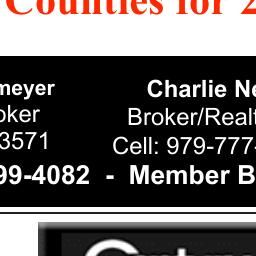 Counties for 2
meyer Charlie Ne
oker Broker/Realt
3571 Cell: 979-777-
99-4082 - Member B